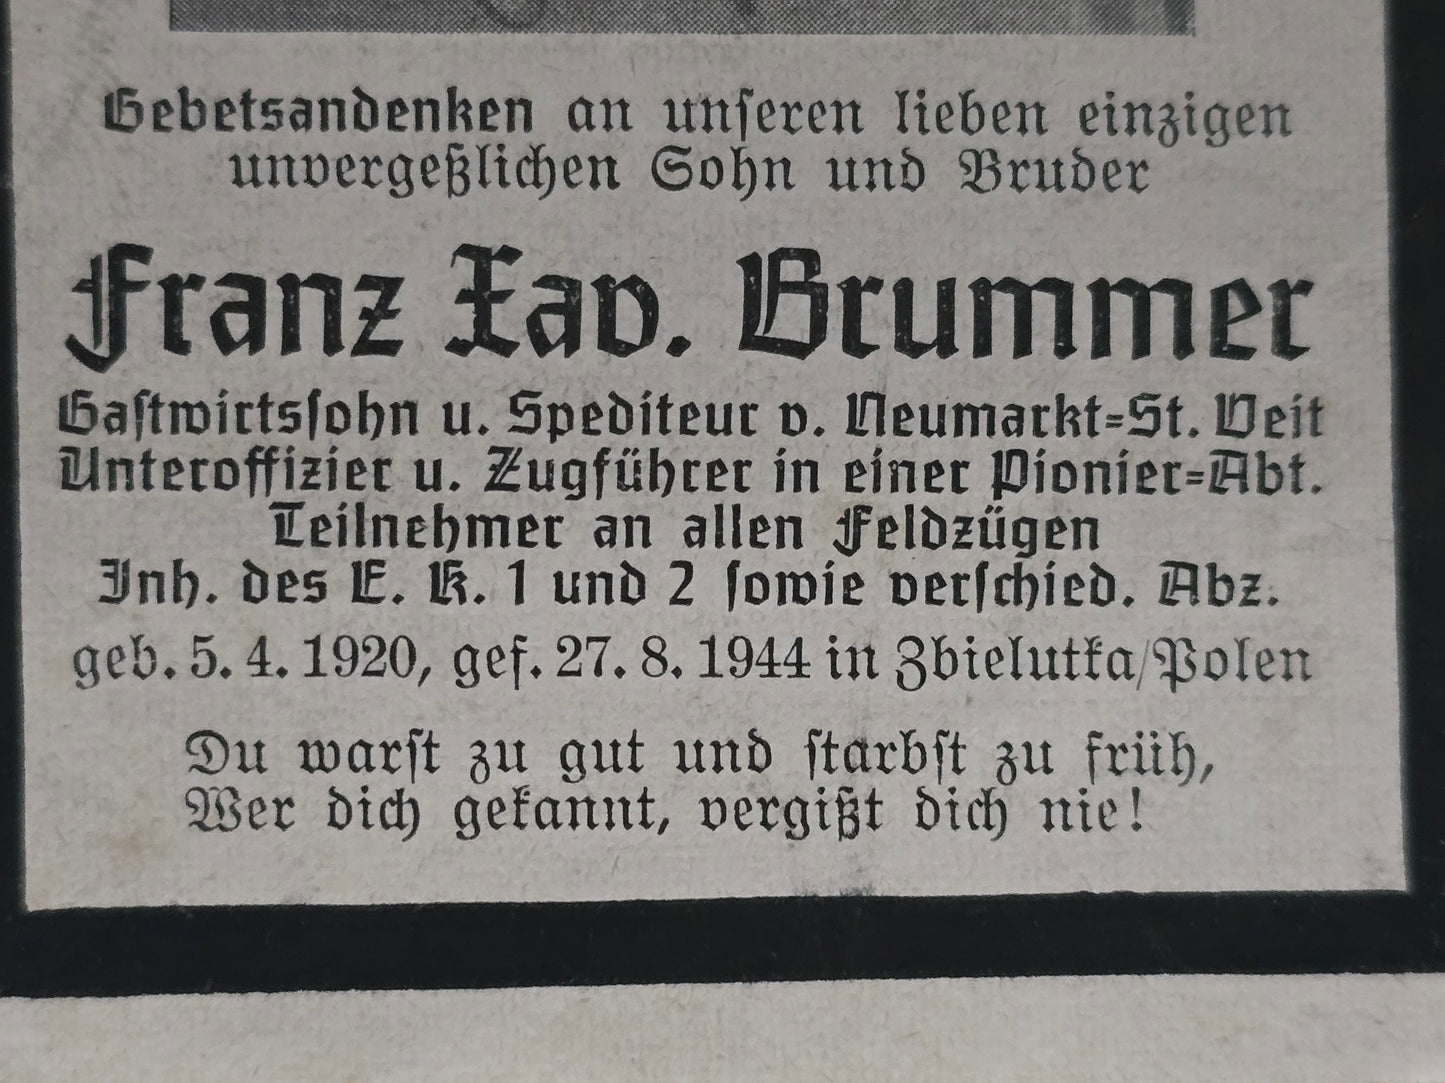 Gebetsandenken an unseren lieben einzigen
unvergeßlichen Sohn und Bruder
Franz Xav. Brummer
Gastwirtssohn u. Spediteur v. Neumarkt=St. Veit
Unteroffizier u. Zugführer in einer Pionier=Abt.
Teilnehmer an allen Feldzügen
Inh. des E. K. 1 und 2 sowie verschied. Abz.
geb. 5. 4. 1920, gef. 27. 8. 1944 in Zbielutka/Polen
Du warst zu gut und starbst zu früh,
Wer dich gekannt, vergißt dich nie!